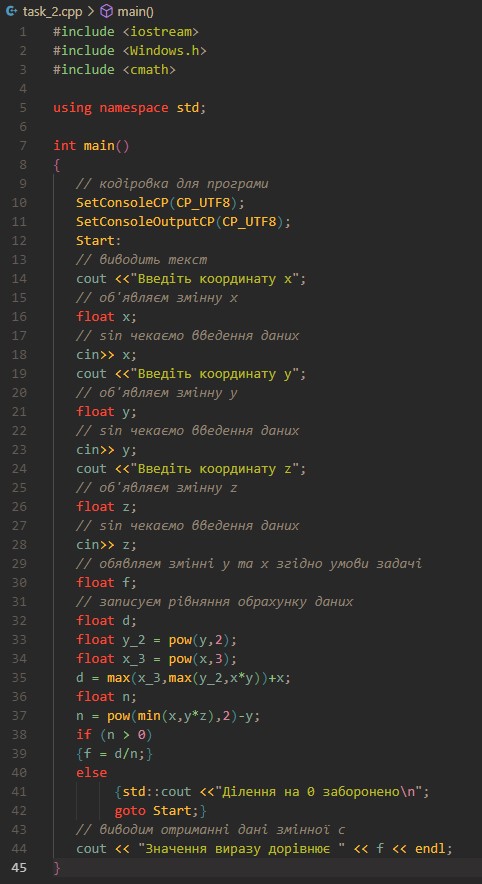 task_2.cpp > main()
1 #include <iostream>
2 #include <Windows.h>
3 #include <cmath>
4
5 using namespace std;
6
7 int main()
8 {
9 // кодіровка для програми
10 SetConsoleCP(CP_UTF8);
11 SetConsoleOutputCP(CP_UTF8);
12 Start:
13 // виводить текст
14 cout <<"Введіть координату x";
15 // об'являєм змінну x
16 float x;
17 // sin чекаємо введення даних
18 cin>> x;
19 cout <<"Введіть координату y";
20 // об'являєм змінну y
21 float y;
22 // sin чекаємо введення даних
23 cin>> y;
24 cout <<"Введіть координату z";
25 // об'являєм змінну z
26 float z;
27 // sin чекаємо введення даних
28 cin>> z;
29 // обявляем змінні y та x згідно умови задачі
30 float f;
31 // записуєм рівняння обрахунку даних
32 float d;
33 float y_2 = pow(y,2);
34 float x_3 = pow(x,3);
35 d = max(x_3,max(y_2,x*y))+x;
36 float n;
37 n = pow(min(x,y*z),2)-y;
38 if (n > 0)
39 {f = d/n;}
40 else
41 {std::cout <<"Ділення на 0 заборонено\n";
42 goto Start;}
43 // виводим отриманні дані змінної c
44 cout << "Значення виразу дорівнює " << f << endl;
45 }